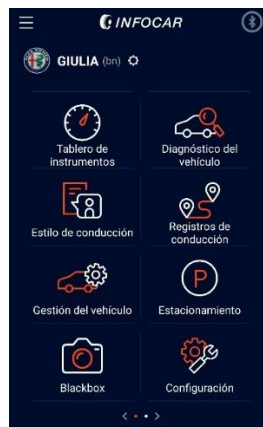 INFOCAR
GIULIA (bn)
Tablero de
instrumentos
Diagnóstico del
vehículo
Estilo de conducción
Registros de
conducción
Gestión del vehículo
P
Estacionamiento
Blackbox
Configuración